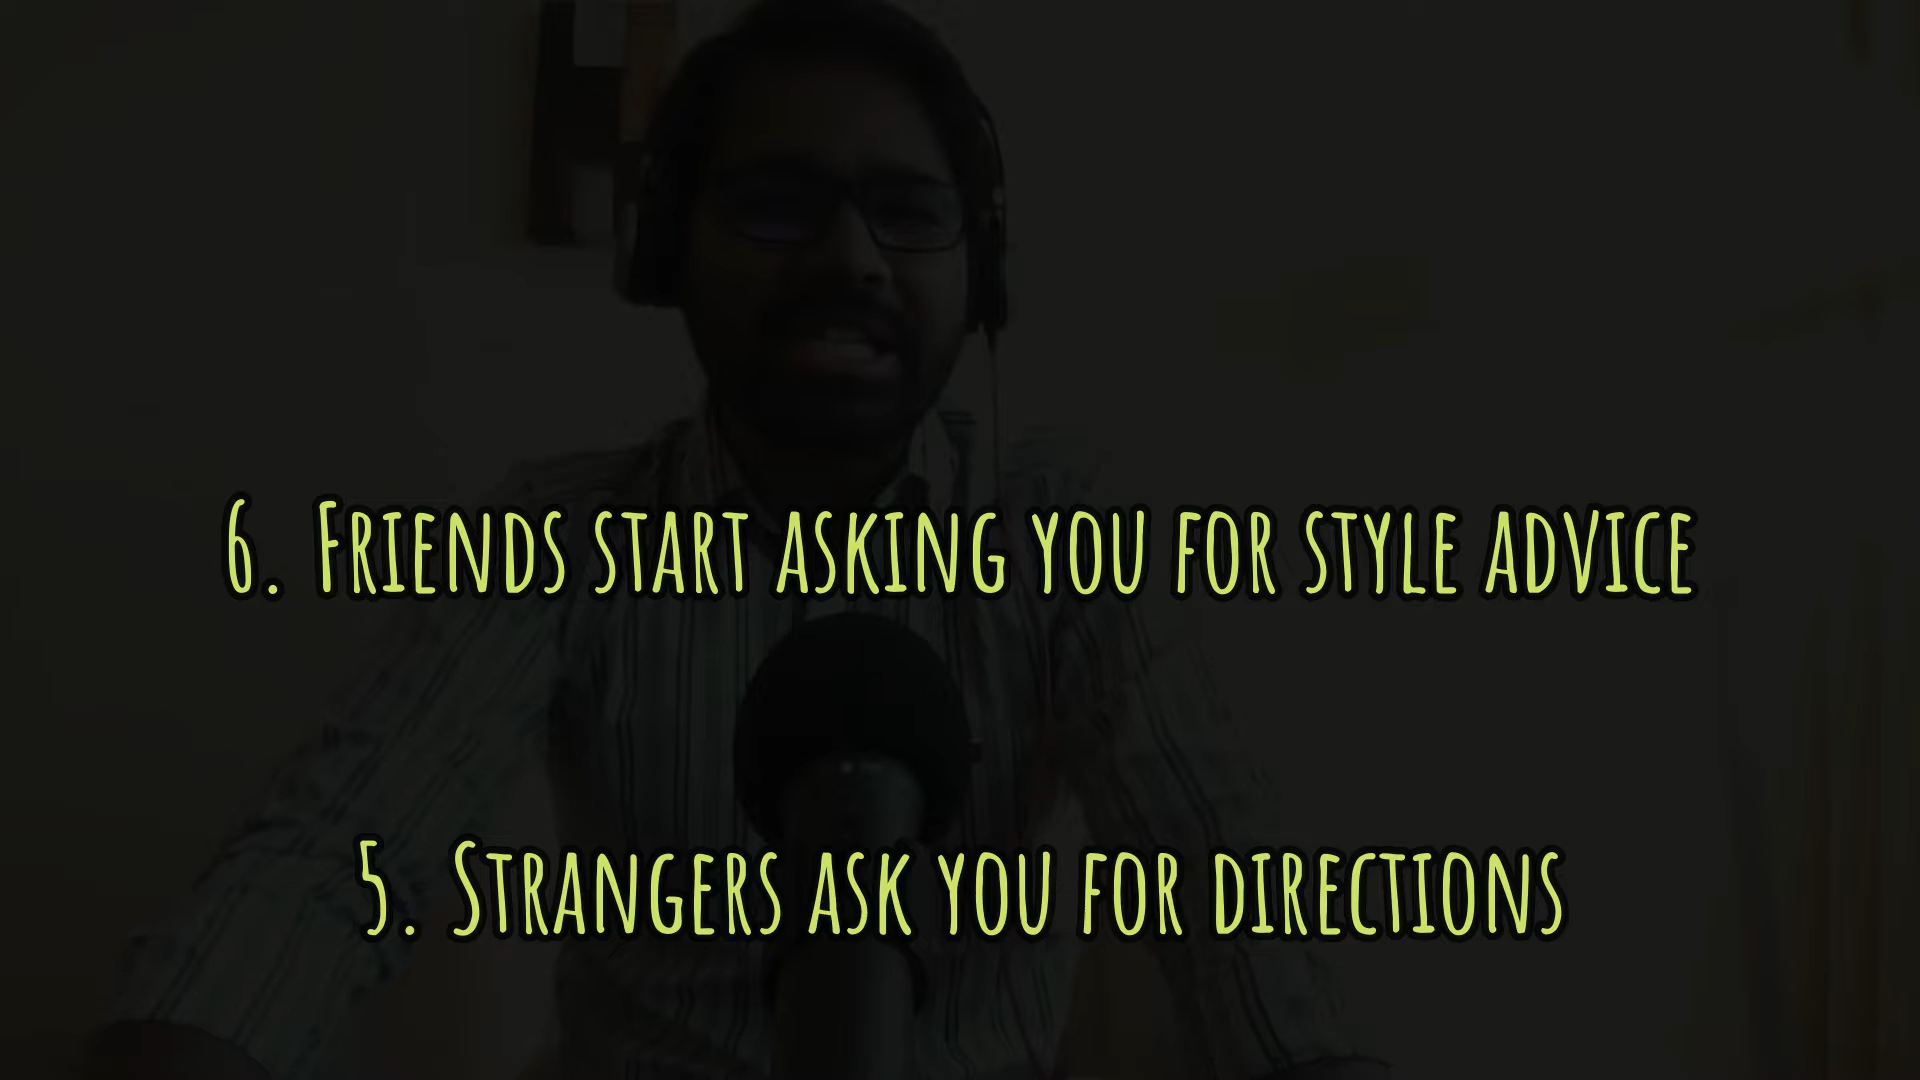 6. Friends start asking you for style advice
5. Strangers ask you for directions